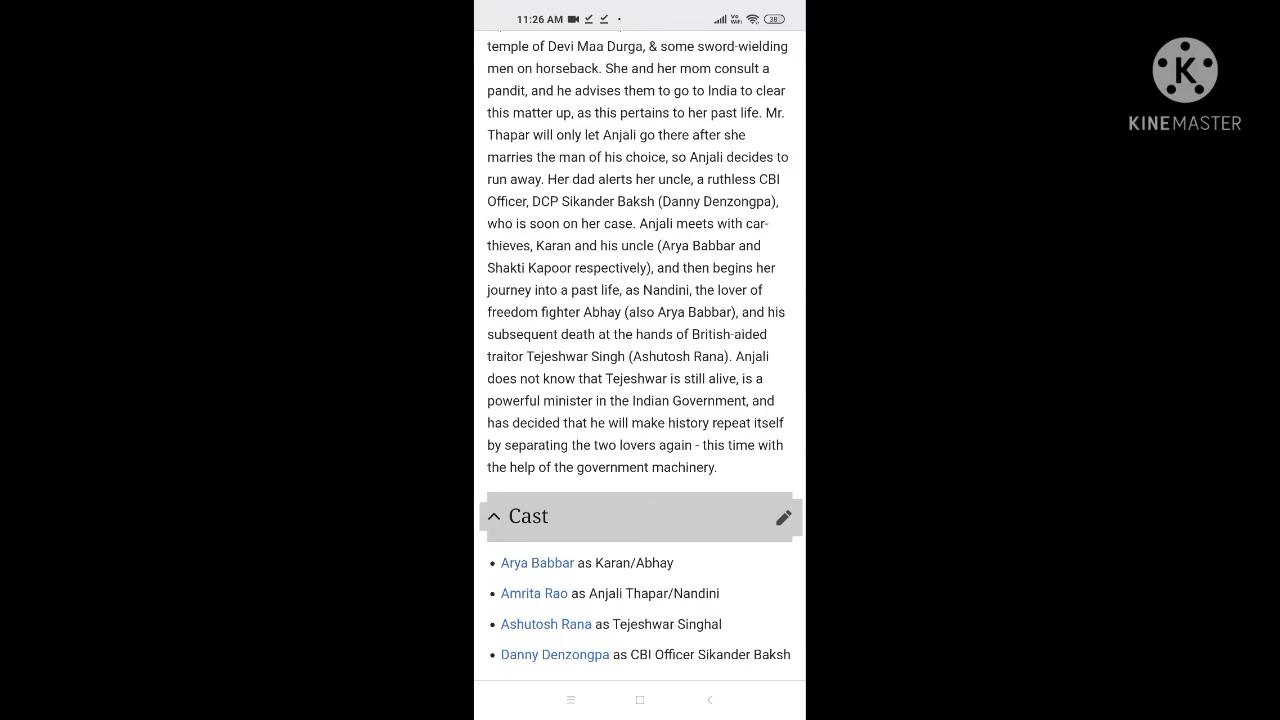 11:26 AM
Vo
WiFi
38
temple of Devi Maa Durga, & some sword-wielding
men on horseback. She and her mom consult a
pandit, and he advises them to go to India to clear
this matter up, as this pertains to her past life. Mr.
Thapar will only let Anjali go there after she
marries the man of his choice, so Anjali decides to
run away. Her dad alerts her uncle, a ruthless CBI
Officer, DCP Sikander Baksh (Danny Denzongpa),
who is soon on her case. Anjali meets with car-
thieves, Karan and his uncle (Arya Babbar and
Shakti Kapoor respectively), and then begins her
journey into a past life, as Nandini, the lover of
freedom fighter Abhay (also Arya Babbar), and his
subsequent death at the hands of British-aided
traitor Tejeshwar Singh (Ashutosh Rana). Anjali
does not know that Tejeshwar is still alive, is a
powerful minister in the Indian Government, and
has decided that he will make history repeat itself
by separating the two lovers again - this time with
the help of the government machinery.
Cast
• Arya Babbar as Karan/Abhay
• Amrita Rao as Anjali Thapar/Nandini
• Ashutosh Rana as Tejeshwar Singhal
• Danny Denzongpa as CBI Officer Sikander Baksh
K
KINEMASTER